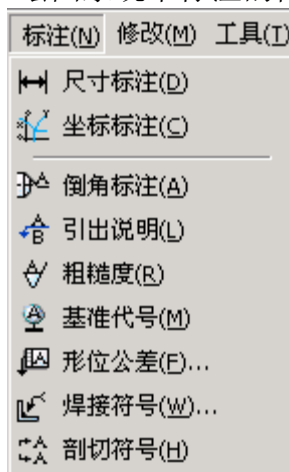 标注(N) 修改(M) 工具(T)
尺寸标注(D)
坐标标注(C)
倒角标注(A)
引出说明(L)
粗糙度(R)
基准代号(M)
形位公差(F)...
焊接符号(W)...
剖切符号(H)